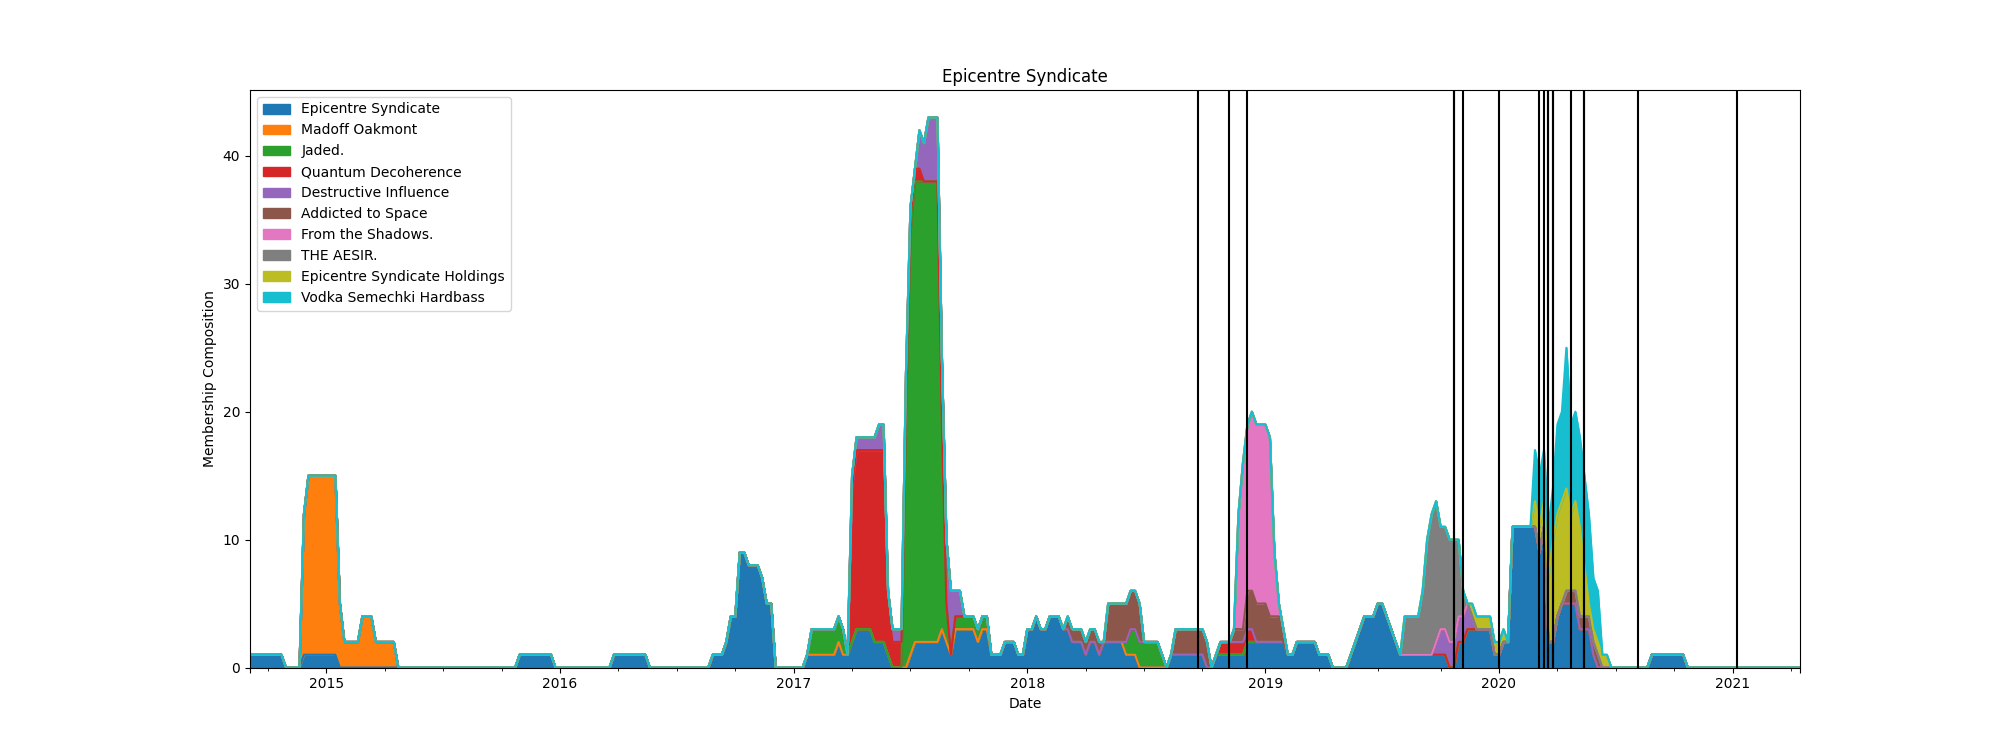 Epicentre Syndicate
Epicentre Syndicate
Madoff Oakmont
Jaded.
Quantum Decoherence
Destructive Influence
Addicted to Space
From the Shadows.
THE AESIR.
Epicentre Syndicate Holdings
Vodka Semechki Hardbass
Membership Composition
40
30
20
10
0
2015 2016 2017 2018 2019 2020 2021
Date